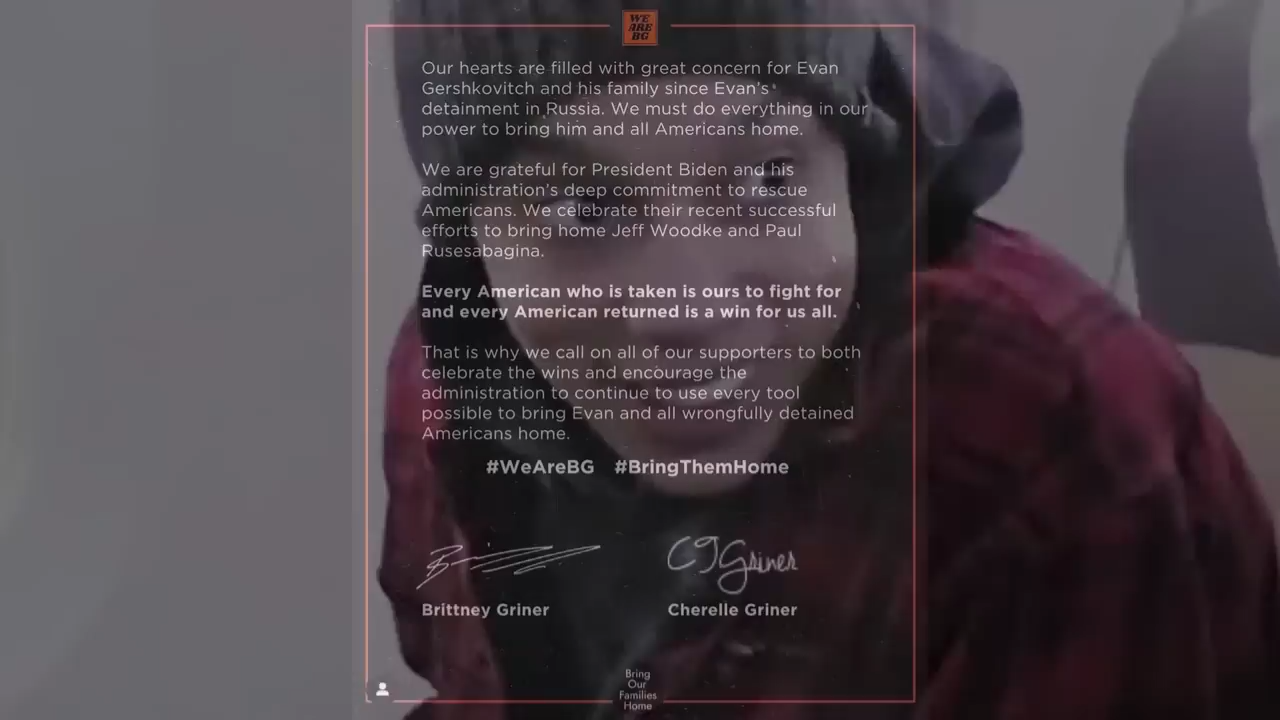 WE
ARE
BG
Our hearts are filled with great concern for Evan
Gershkovitch and his family since Evan's
detainment in Russia. We must do everything in our
power to bring him and all Americans home.
We are grateful for President Biden and his
administration's deep commitment to rescue
Americans. We celebrate their recent successful
efforts to bring home Jeff Woodke and Paul
Rusesabagina.
Every American who is taken is ours to fight for
and every American returned is a win for us all.
That is why we call on all of our supporters to both
celebrate the wins and encourage the
administration to continue to use every tool
possible to bring Evan and all wrongfully detained
Americans home.
#WeAreBG #BringThemHome
CJGriner
Brittney Griner Cherelle Griner
Bring
Our
Families
Home